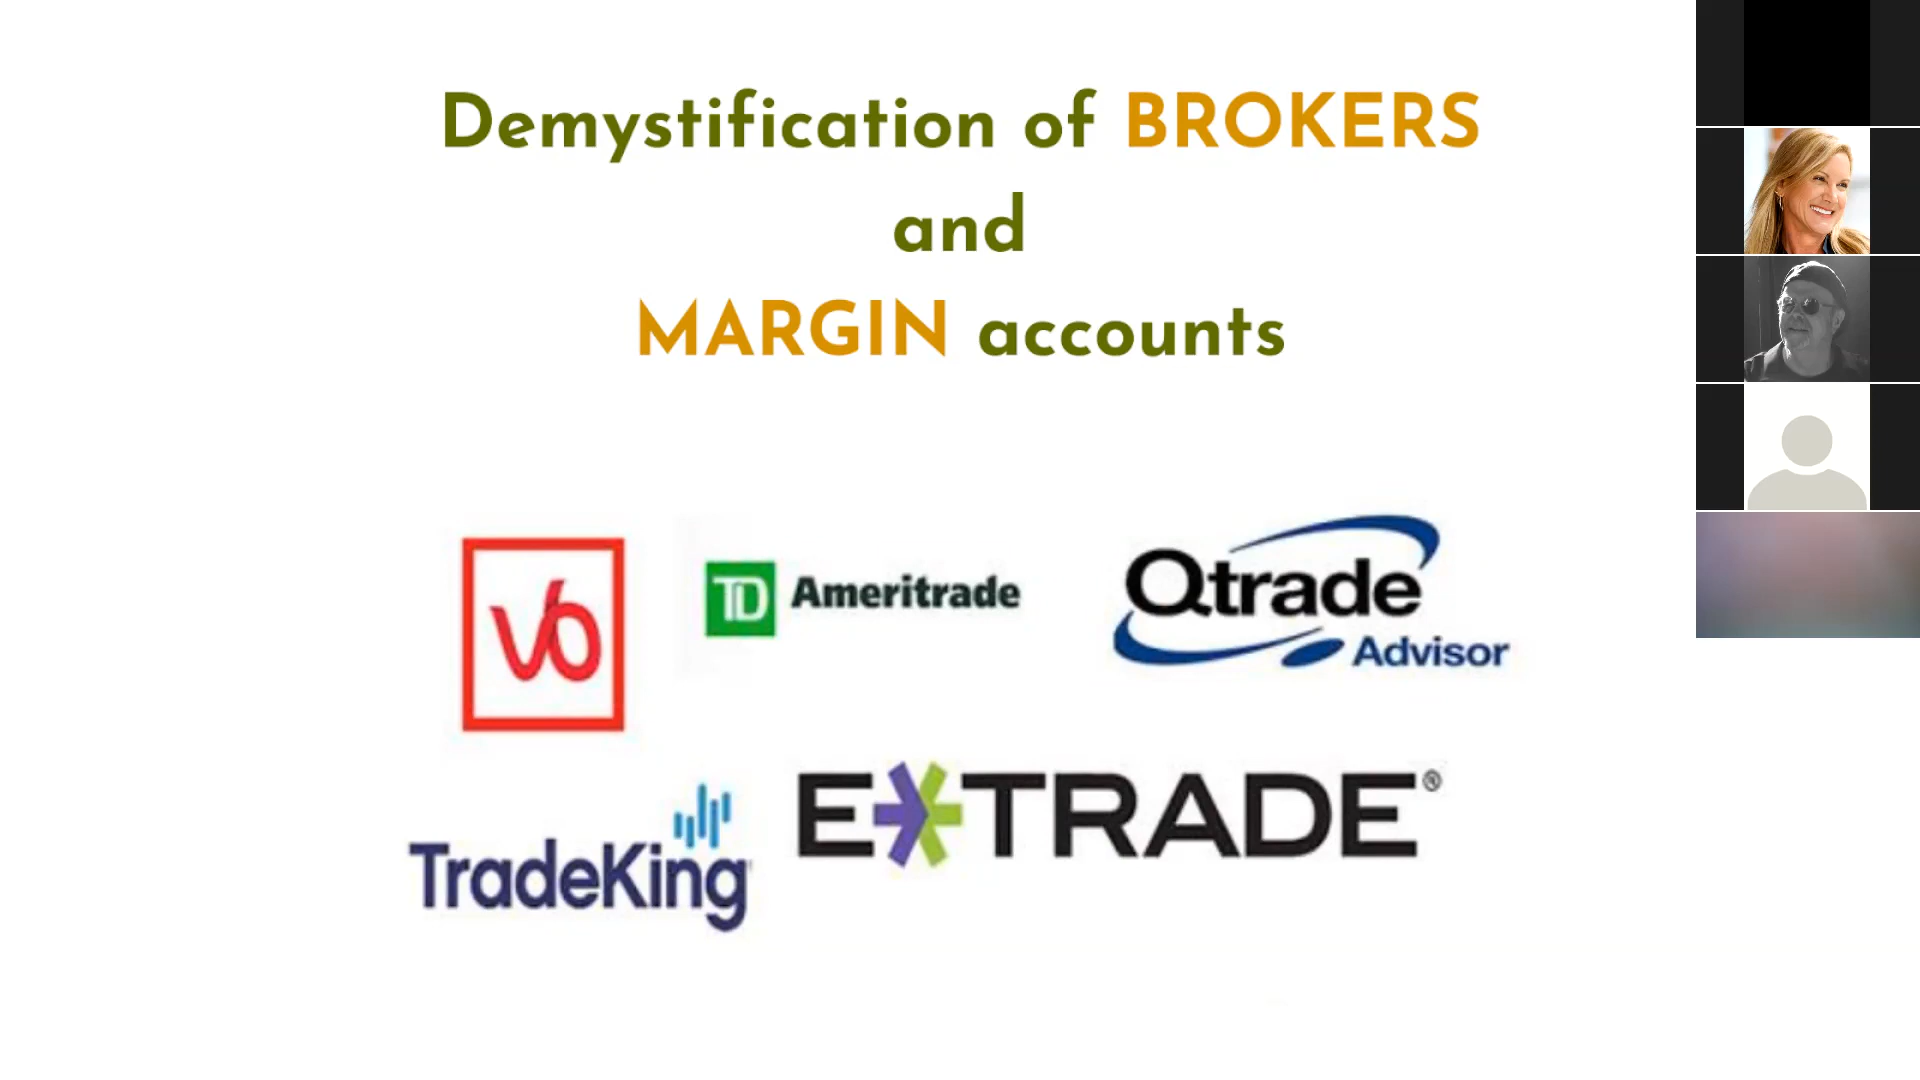 Demystification of BROKERS
and
MARGIN accounts
TD Ameritrade
Qtrade
Advisor
E TRADE®
TradeKing